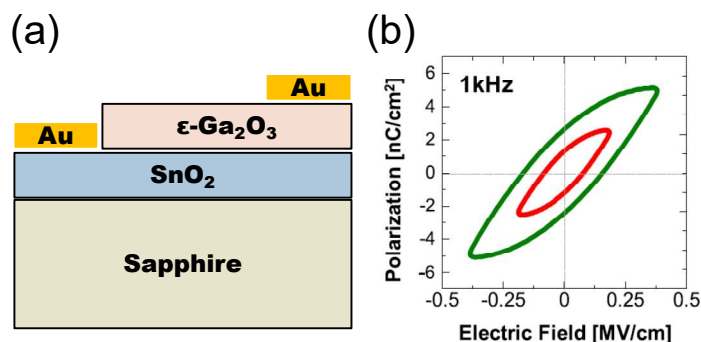 (a)
Au
Au
ε-Ga₂O₃
SnO₂
Sapphire
(b)
1kHz
Polarization [nC/cm²]
6
4
2
0
-2
-4
-6
-0.5 -0.25 0 0.25 0.5
Electric Field [MV/cm]